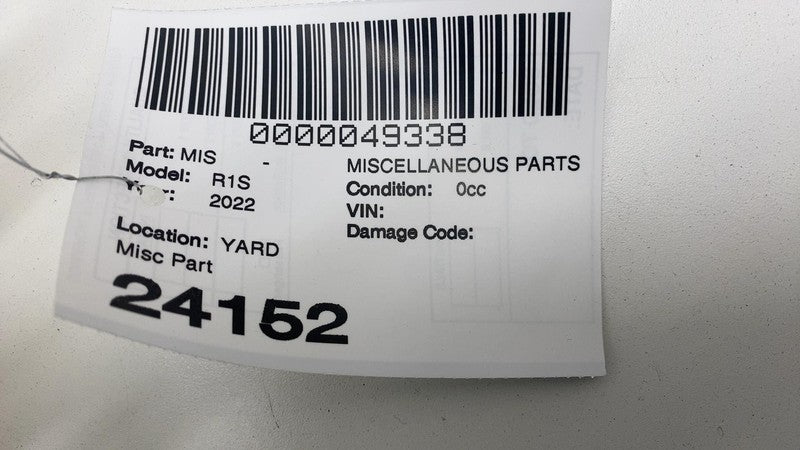 0000049338
Part: MIS - MISCELLANEOUS PARTS
Model: R1S Condition: 0cc
2022 VIN:
Location: YARD Damage Code:
Misc Part
24152